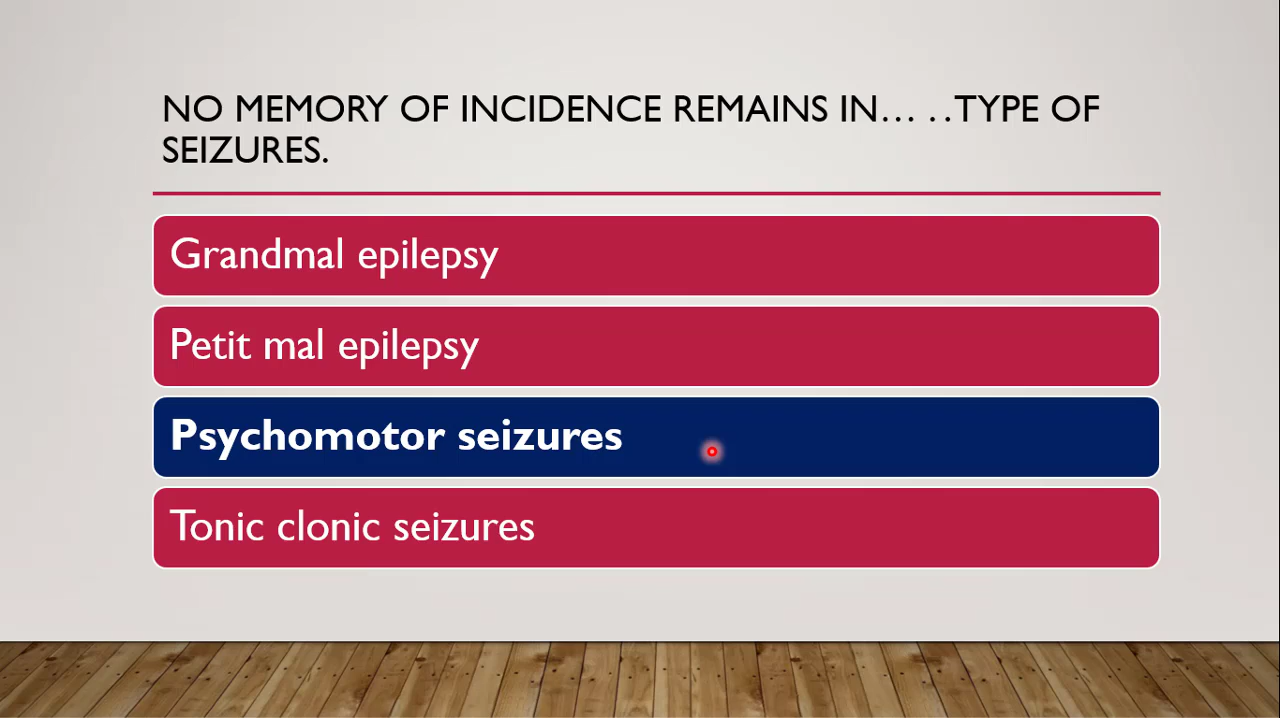 NO MEMORY OF INCIDENCE REMAINS IN… . .TYPE OF
SEIZURES.
Grandmal epilepsy
Petit mal epilepsy
Psychomotor seizures
Tonic clonic seizures